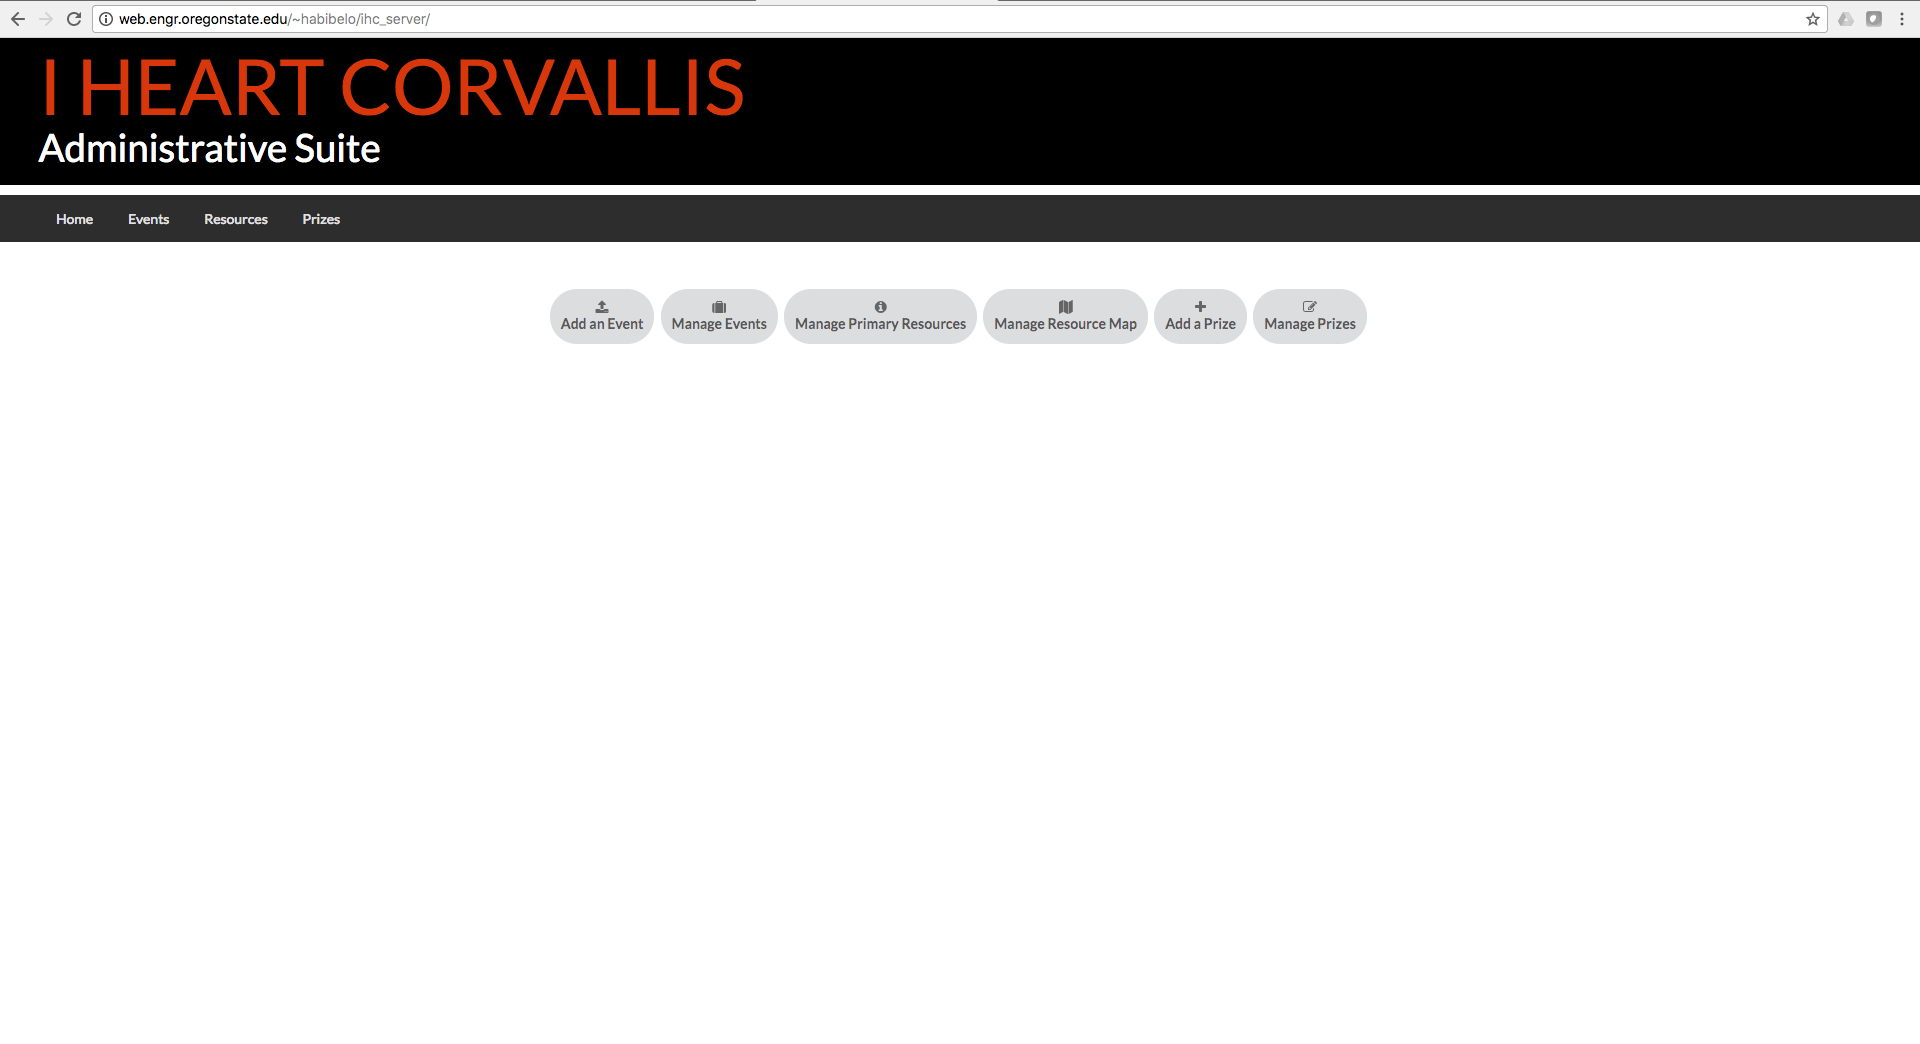 web.engr.oregonstate.edu/~habibelo/ihc_server/
I HEART CORVALLIS
Administrative Suite
Home Events Resources Prizes
Add an Event Manage Events Manage Primary Resources Manage Resource Map Add a Prize Manage Prizes